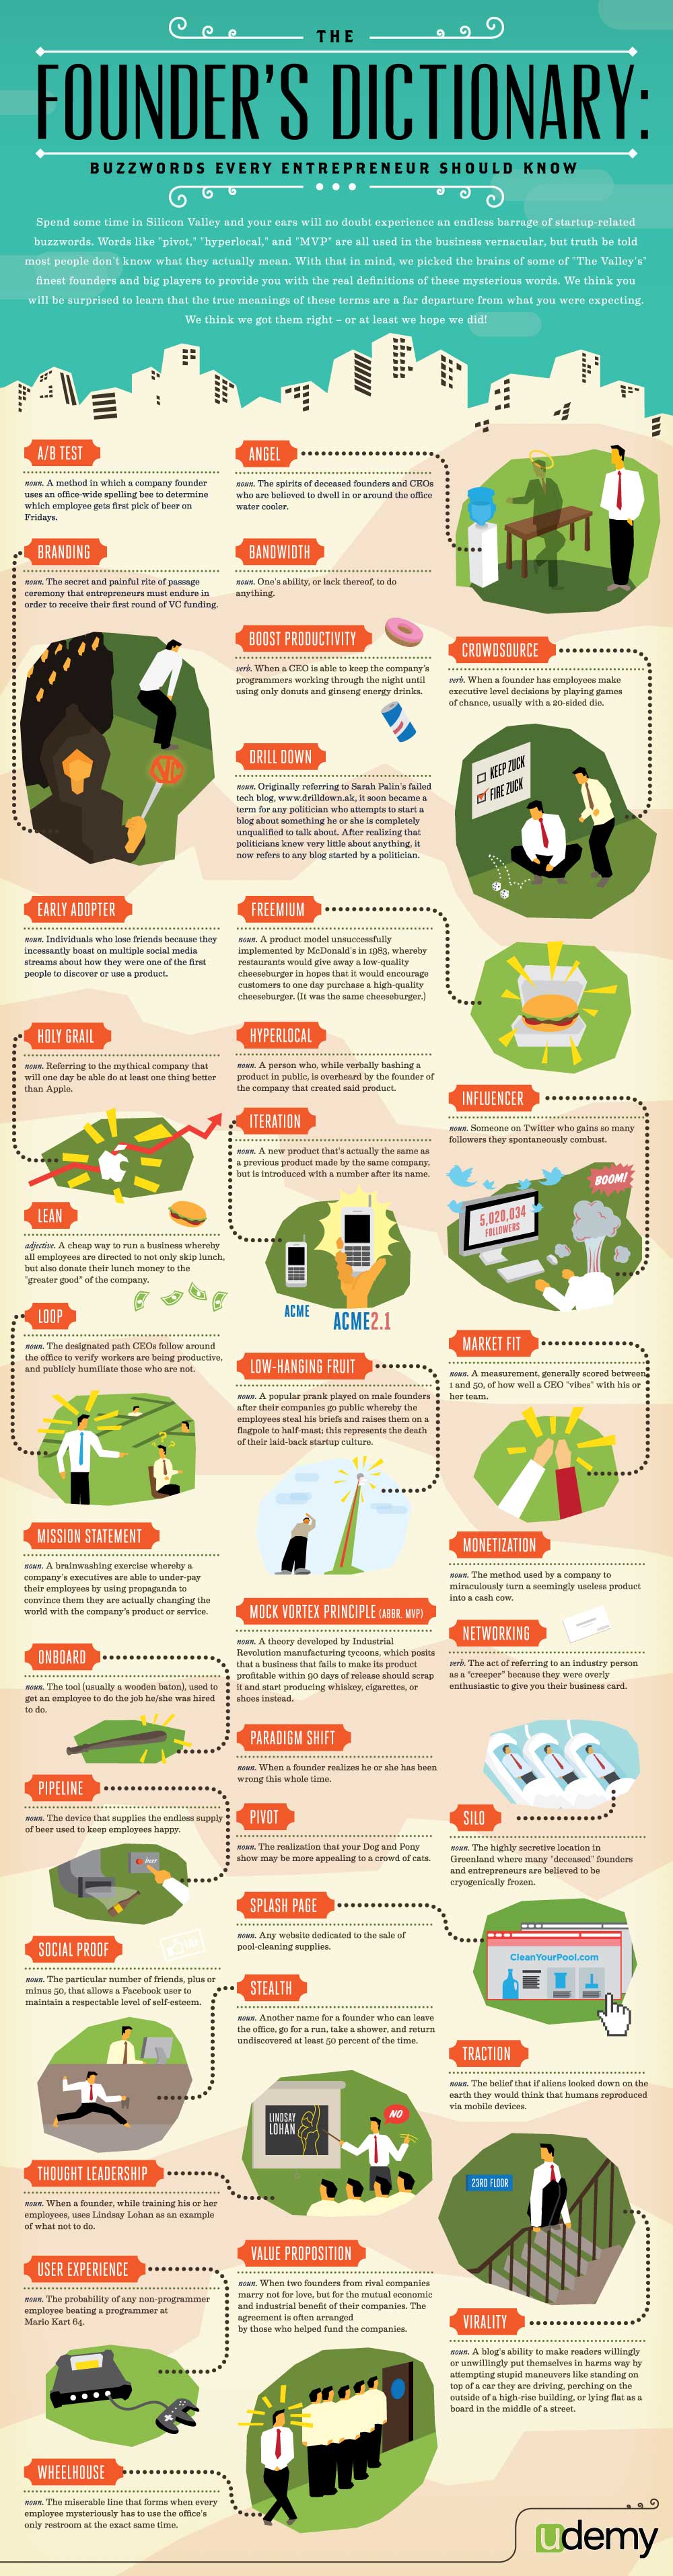 THE
FOUNDER'S DICTIONARY:
BUZZWORDS EVERY ENTREPRENEUR SHOULD KNOW
Spend some time in Silicon Valley and your ears will no doubt experience an endless barrage of startup-related
buzzwords. Words like "pivot," "hyperlocal," and "MVP" are all used in the business vernacular, but truth be told
most people don't know what they actually mean. With that in mind, we picked the brains of some of "The Valley's"
finest founders and big players to provide you with the real definitions of these mysterious words. We think you
will be surprised to learn that the true meanings of these terms are a far departure from what you were expecting.
We think we got them right – or at least we hope we did!
A/B TEST
noun. A method in which a company founder
uses an office-wide spelling bee to determine
which employee gets first pick of beer on
Fridays.
ANGEL
noun. The spirits of deceased founders and CEOs
who are believed to dwell in or around the office
water cooler.
BRANDING
noun. The secret and painful rite of passage
ceremony that entrepreneurs must endure in
order to receive their first round of VC funding.
VC
BANDWIDTH
noun. One's ability, or lack thereof, to do
anything.
BOOST PRODUCTIVITY
verb. When a CEO is able to keep the company's
programmers working through the night until
using only donuts and ginseng energy drinks.
CROWDSOURCE
verb. When a founder has employees make
executive level decisions by playing games
of chance, usually with a 20-sided die.
KEEP ZUCK
FIRE ZUCK
DRILL DOWN
noun. Originally referring to Sarah Palin's failed
tech blog, www.drilldown.ak, it soon became a
term for any politician who attempts to start a
blog about something he or she is completely
unqualified to talk about. After realizing that
politicians knew very little about anything, it
now refers to any blog started by a politician.
EARLY ADOPTER
noun. Individuals who lose friends because they
incessantly boast on multiple social media
streams about how they were one of the first
people to discover or use a product.
FREEMIUM
noun. A product model unsuccessfully
implemented by McDonald's in 1983, whereby
restaurants would give away a low-quality
cheeseburger in hopes that it would encourage
customers to one day purchase a high-quality
cheeseburger. (It was the same cheeseburger.)
HOLY GRAIL
noun. Referring to the mythical company that
will one day be able do at least one thing better
than Apple.
HYPERLOCAL
noun. A person who, while verbally bashing a
product in public, is overheard by the founder of
the company that created said product.
INFLUENCER
noun. Someone on Twitter who gains so many
followers they spontaneously combust.
BOOM!
5,020,034
FOLLOWERS
ITERATION
noun. A new product that's actually the same as
a previous product made by the same company,
but is introduced with a number after its name.
ACME
ACME2.1
LEAN
adjective. A cheap way to run a business whereby
all employees are directed to not only skip lunch,
but also donate their lunch money to the
"greater good" of the company.
LOOP
noun. The designated path CEOs follow around
the office to verify workers are being productive,
and publicly humiliate those who are not.
LOW-HANGING FRUIT
noun. A popular prank played on male founders
after their companies go public whereby the
employees steal his briefs and raises them on a
flagpole to half-mast; this represents the death
of their laid-back startup culture.
MARKET FIT
noun. A measurement, generally scored between
1 and 50, of how well a CEO "vibes" with his or
her team.
MISSION STATEMENT
noun. A brainwashing exercise whereby a
company's executives are able to under-pay
their employees by using propaganda to
convince them they are actually changing the
world with the company's product or service.
MOCK VORTEX PRINCIPLE (ABBR. MVP)
noun. A theory developed by Industrial
Revolution manufacturing tycoons, which posits
that a business that fails to make its product
profitable within 90 days of release should scrap
it and start producing whiskey, cigarettes, or
shoes instead.
MONETIZATION
noun. The method used by a company to
miraculously turn a seemingly useless product
into a cash cow.
NETWORKING
verb. The act of referring to an industry person
as a "creeper" because they were overly
enthusiastic to give you their business card.
ONBOARD
noun. The tool (usually a wooden baton), used to
get an employee to do the job he/she was hired
to do.
PARADIGM SHIFT
noun. When a founder realizes he or she has been
wrong this whole time.
PIPELINE
noun. The device that supplies the endless supply
of beer used to keep employees happy.
beer
PIVOT
noun. The realization that your Dog and Pony
show may be more appealing to a crowd of cats.
SILO
noun. The highly secretive location in
Greenland where many "deceased" founders
and entrepreneurs are believed to be
cryogenically frozen.
SPLASH PAGE
noun. Any website dedicated to the sale of
pool-cleaning supplies.
CleanYourPool.com
SOCIAL PROOF
noun. The particular number of friends, plus or
minus 50, that allows a Facebook user to
maintain a respectable level of self-esteem.
STEALTH
noun. Another name for a founder who can leave
the office, go for a run, take a shower, and return
undiscovered at least 50 percent of the time.
TRACTION
noun. The belief that if aliens looked down on the
earth they would think that humans reproduced
via mobile devices.
LINDSAY
LOHAN
NO
THOUGHT LEADERSHIP
noun. When a founder, while training his or her
employees, uses Lindsay Lohan as an example
of what not to do.
23RD FLOOR
USER EXPERIENCE
noun. The probability of any non-programmer
employee beating a programmer at
Mario Kart 64.
VALUE PROPOSITION
noun. When two founders from rival companies
marry not for love, but for the mutual economic
and industrial benefit of their companies. The
agreement is often arranged
by those who helped fund the companies.
VIRALITY
noun. A blog's ability to make readers willingly
or unwillingly put themselves in harms way by
attempting stupid maneuvers like standing on
top of a car they are driving, perching on the
outside of a high-rise building, or lying flat as a
board in the middle of a street.
WHEELHOUSE
noun. The miserable line that forms when every
employee mysteriously has to use the office's
only restroom at the exact same time.
udemy